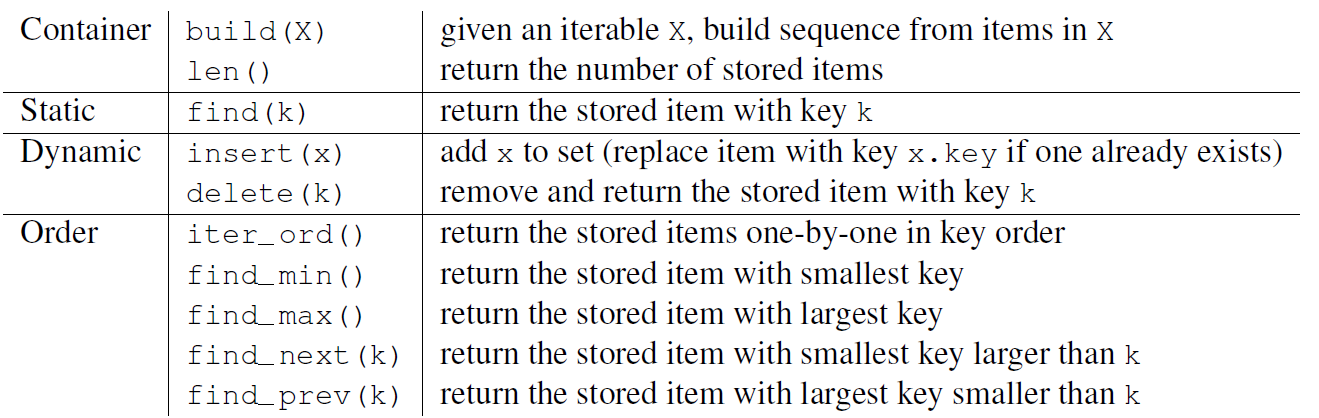 Container build(X) given an iterable X, build sequence from items in X
len() return the number of stored items
Static find(k) return the stored item with key k
Dynamic insert(x) add x to set (replace item with key x.key if one already exists)
delete(k) remove and return the stored item with key k
Order iter_ord() return the stored items one-by-one in key order
find_min() return the stored item with smallest key
find_max() return the stored item with largest key
find_next(k) return the stored item with smallest key larger than k
find_prev(k) return the stored item with largest key smaller than k